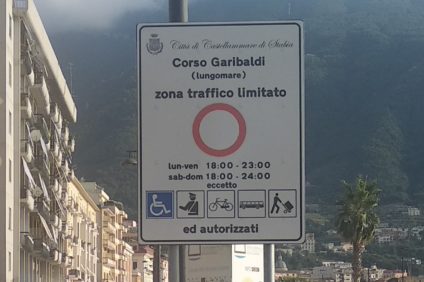 Città di Castellammare di Stabia
Corso Garibaldi
(lungomare)
zona traffico limitato
lun-ven 18:00 - 23:00
sab-dom 18:00 - 24:00
eccetto
ed autorizzati